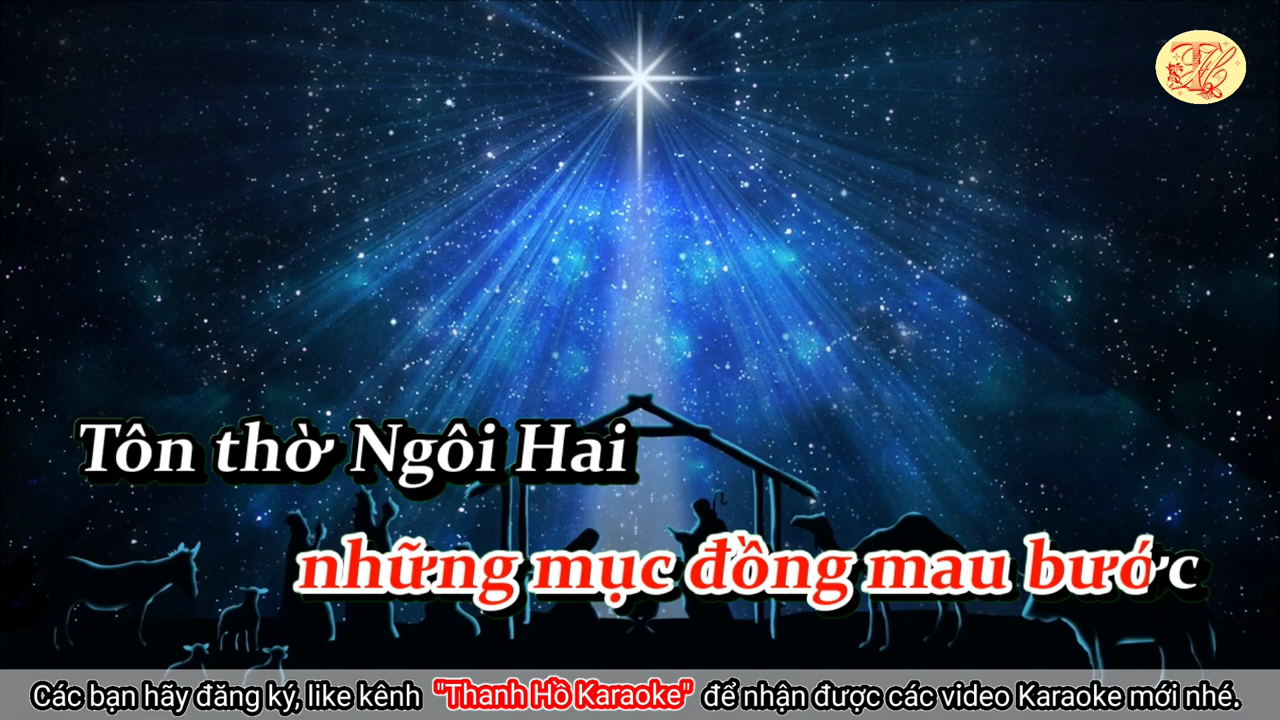 Tôn thờ Ngôi Hai
những mục đồng mau bước
Các bạn hãy đăng ký, like kênh "Thanh Hồ Karaoke" để nhận được các video Karaoke mới nhé.